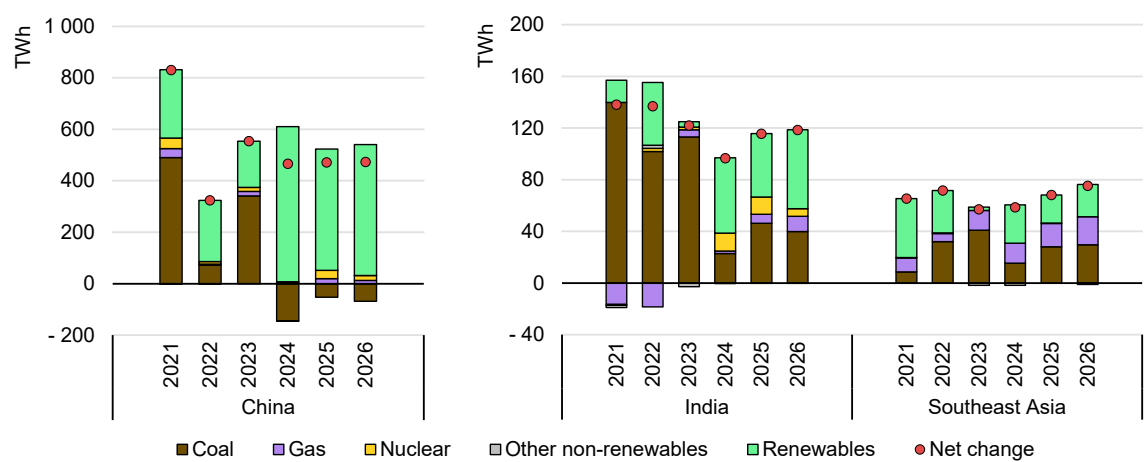 TWh
1 000
800
600
400
200
0
- 200
2021 2022 2023 2024 2025 2026
China
TWh
200
160
120
80
40
0
- 40
2021 2022 2023 2024 2025 2026
India
2021 2022 2023 2024 2025 2026
Southeast Asia
Coal Gas Nuclear Other non-renewables Renewables Net change